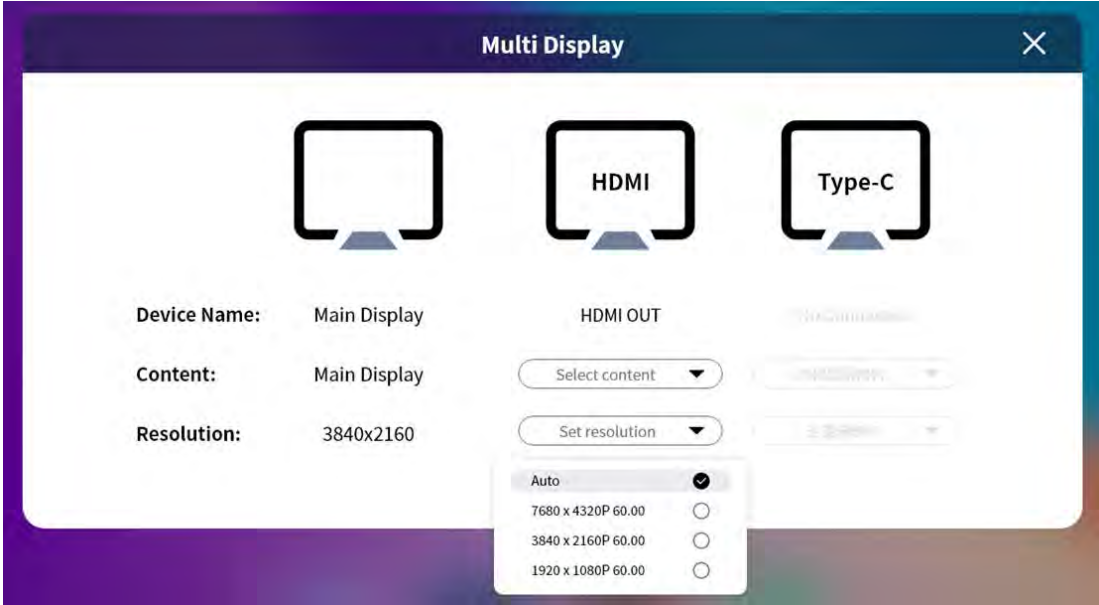 Multi Display
HDMI
Type-C
Device Name: Main Display HDMI OUT
Content: Main Display Select content
Resolution: 3840x2160 Set resolution
Auto
7680 x 4320P 60.00
3840 x 2160P 60.00
1920 x 1080P 60.00